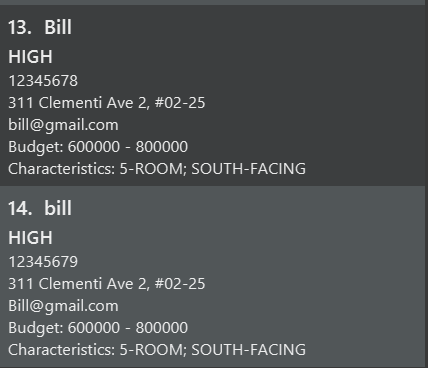 13. Bill
HIGH
12345678
311 Clementi Ave 2, #02-25
bill@gmail.com
Budget: 600000 - 800000
Characteristics: 5-ROOM; SOUTH-FACING
14. bill
HIGH
12345679
311 Clementi Ave 2, #02-25
Bill@gmail.com
Budget: 600000 - 800000
Characteristics: 5-ROOM; SOUTH-FACING